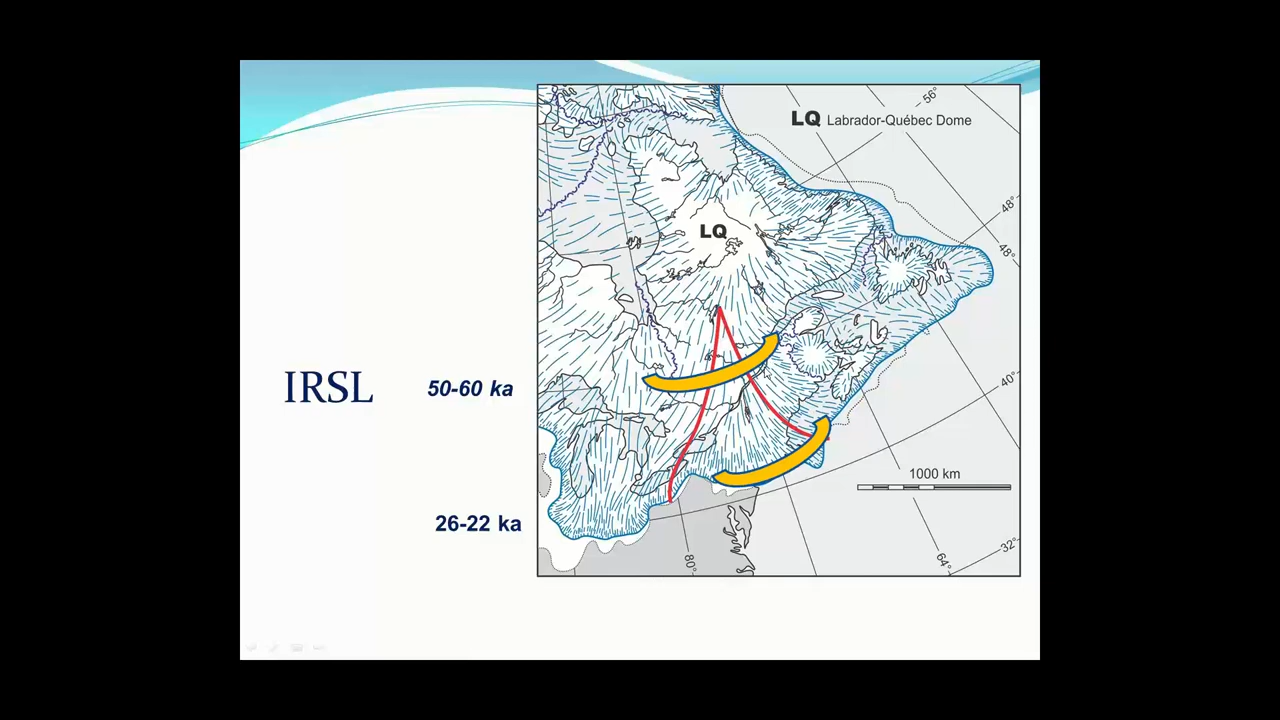 56°
LQ Labrador-Québec Dome
48°
LQ
48°
IRSL
50-60 ka
40°
1000 km
26-22 ka
80°
64°
32°